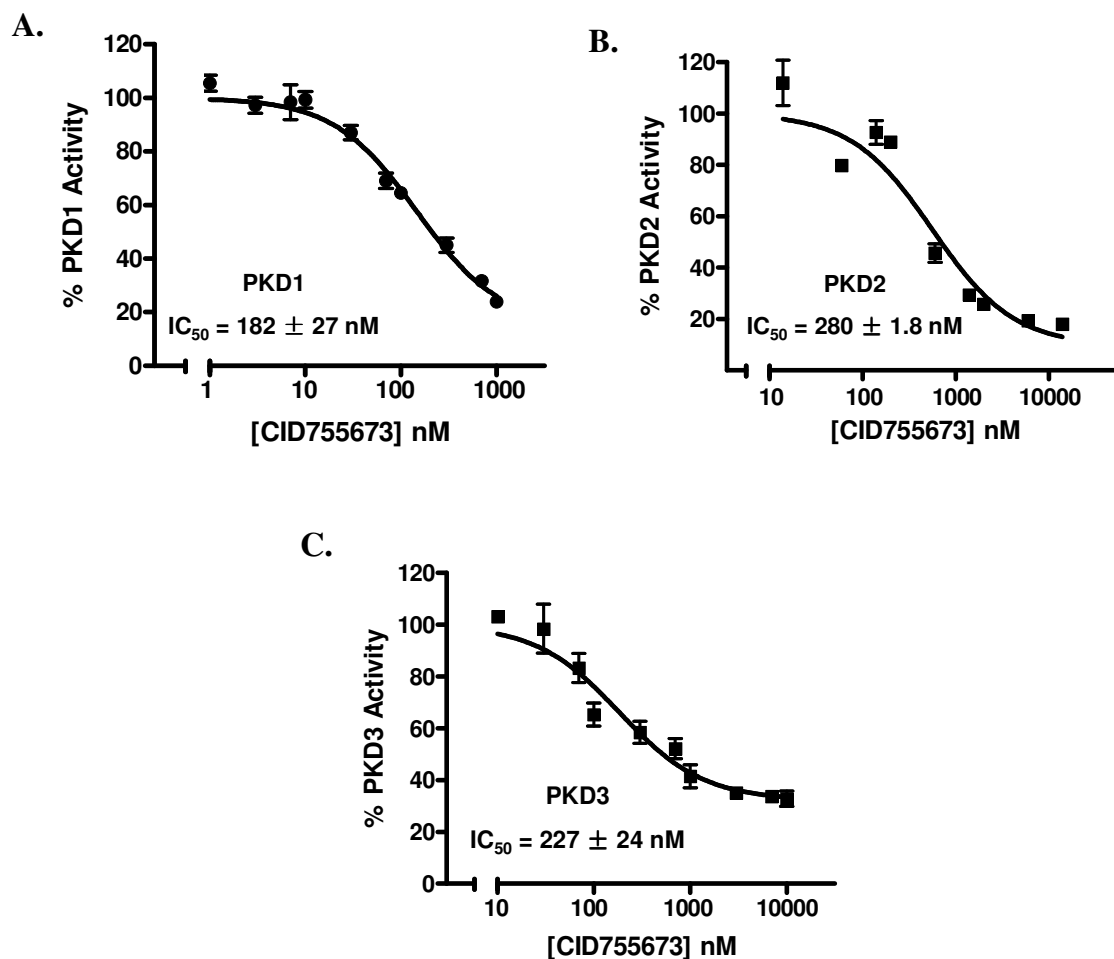 A.
120
100
80
60
40
20
0
% PKD1 Activity
PKD1
IC₅₀ = 182 ± 27 nM
1 10 100 1000
[CID755673] nM
B.
120
100
80
60
40
20
% PKD2 Activity
PKD2
IC₅₀ = 280 ± 1.8 nM
10 100 1000 10000
[CID755673] nM
C.
120
100
80
60
40
20
0
% PKD3 Activity
PKD3
IC₅₀ = 227 ± 24 nM
10 100 1000 10000
[CID755673] nM